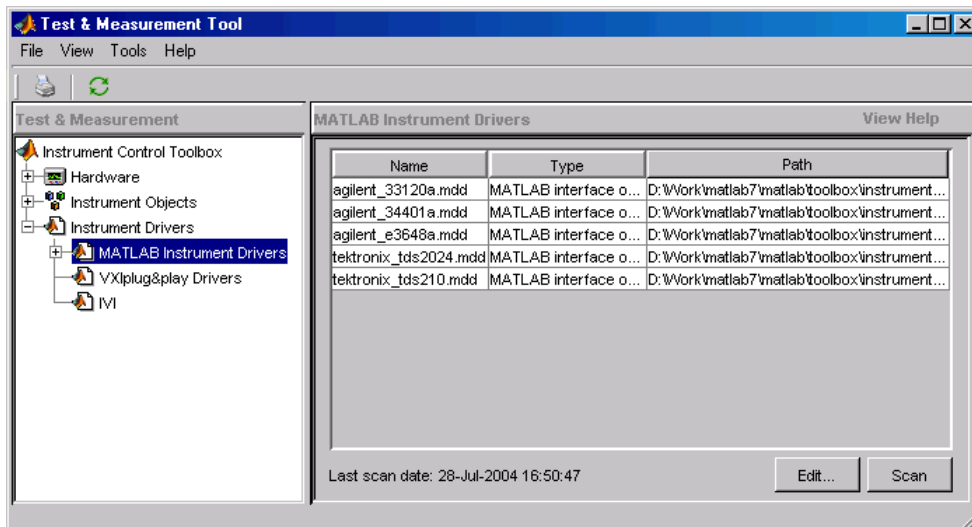 Test & Measurement Tool
File View Tools Help
Test & Measurement
Instrument Control Toolbox
Hardware
Instrument Objects
Instrument Drivers
MATLAB Instrument Drivers
VXIplug&play Drivers
IVI
MATLAB Instrument Drivers View Help
Name Type Path
agilent_33120a.mdd MATLAB interface o... D:\Work\matlab7\matlab\toolbox\instrument...
agilent_34401a.mdd MATLAB interface o... D:\Work\matlab7\matlab\toolbox\instrument...
agilent_e3648a.mdd MATLAB interface o... D:\Work\matlab7\matlab\toolbox\instrument...
tektronix_tds2024.mdd MATLAB interface o... D:\Work\matlab7\matlab\toolbox\instrument...
tektronix_tds210.mdd MATLAB interface o... D:\Work\matlab7\matlab\toolbox\instrument...
Last scan date: 28-Jul-2004 16:50:47 Edit... Scan